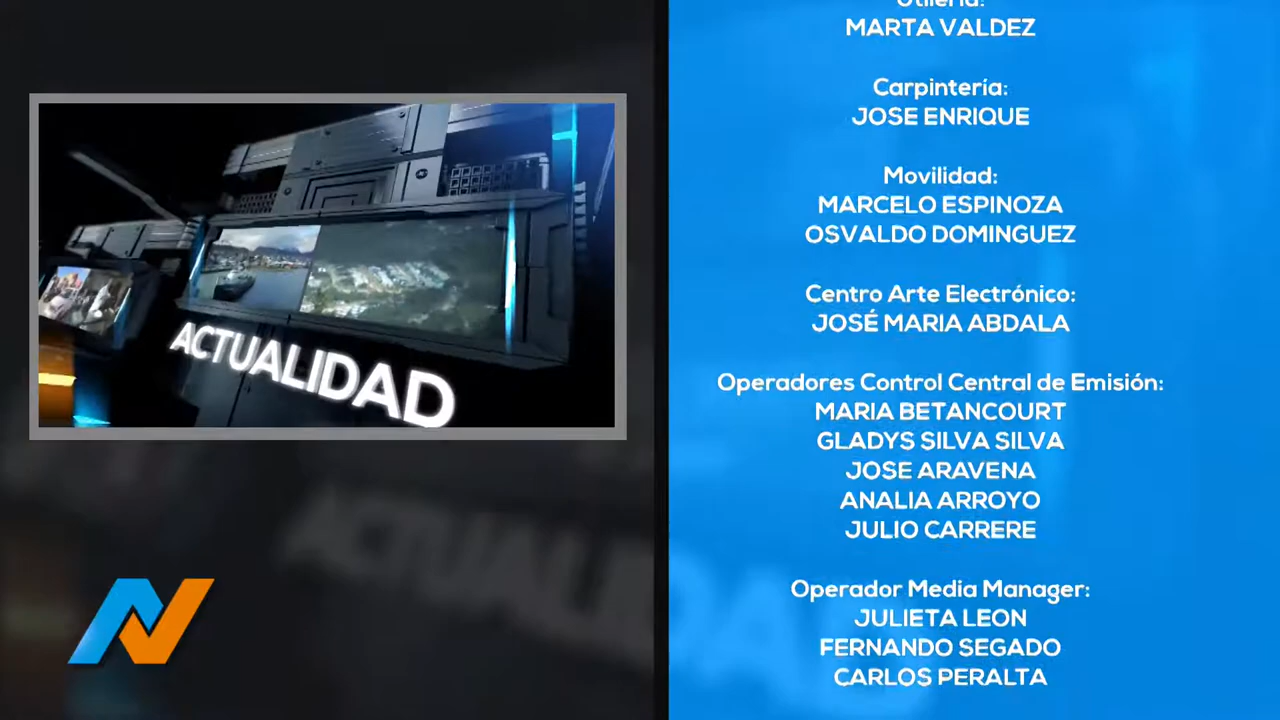 ACTUALIDAD
Utilería:
MARTA VALDEZ
Carpintería:
JOSE ENRIQUE
Movilidad:
MARCELO ESPINOZA
OSVALDO DOMINGUEZ
Centro Arte Electrónico:
JOSÉ MARIA ABDALA
Operadores Control Central de Emisión:
MARIA BETANCOURT
GLADYS SILVA SILVA
JOSE ARAVENA
ANALIA ARROYO
JULIO CARRERE
Operador Media Manager:
JULIETA LEON
FERNANDO SEGADO
CARLOS PERALTA